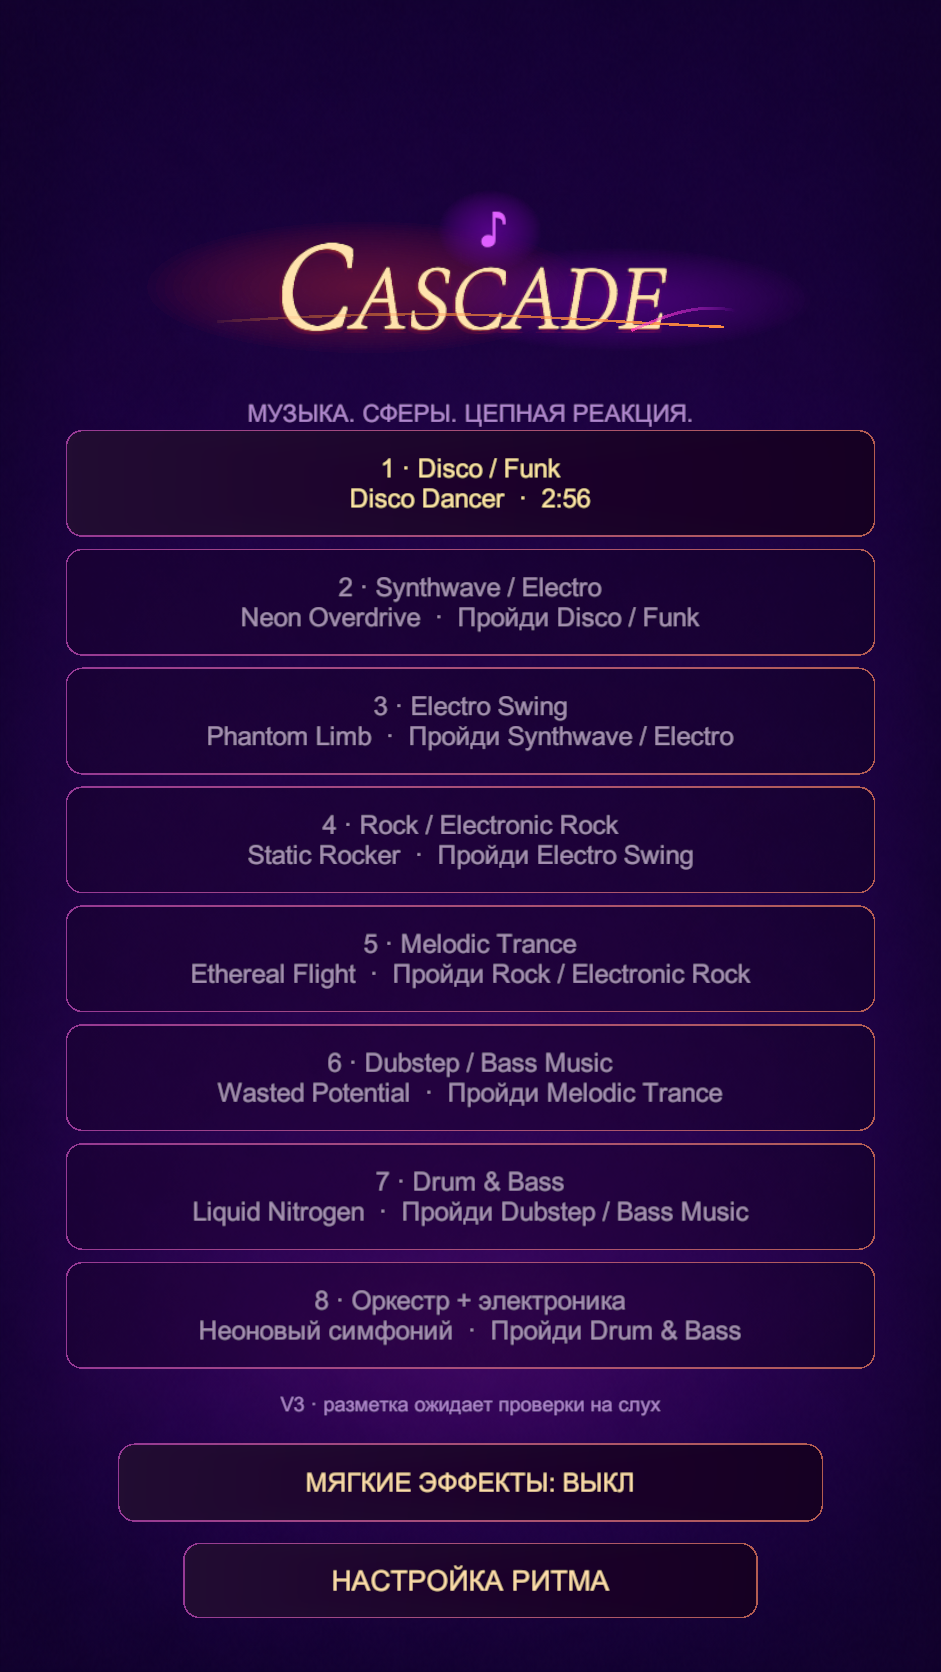 CASCADE
МУЗЫКА. СФЕРЫ. ЦЕПНАЯ РЕАКЦИЯ.
1 · Disco / Funk
Disco Dancer · 2:56
2 · Synthwave / Electro
Neon Overdrive · Пройди Disco / Funk
3 · Electro Swing
Phantom Limb · Пройди Synthwave / Electro
4 · Rock / Electronic Rock
Static Rocker · Пройди Electro Swing
5 · Melodic Trance
Ethereal Flight · Пройди Rock / Electronic Rock
6 · Dubstep / Bass Music
Wasted Potential · Пройди Melodic Trance
7 · Drum & Bass
Liquid Nitrogen · Пройди Dubstep / Bass Music
8 · Оркестр + электроника
Неоновый симфоний · Пройди Drum & Bass
V3 · разметка ожидает проверки на слух
МЯГКИЕ ЭФФЕКТЫ: ВЫКЛ
НАСТРОЙКА РИТМА